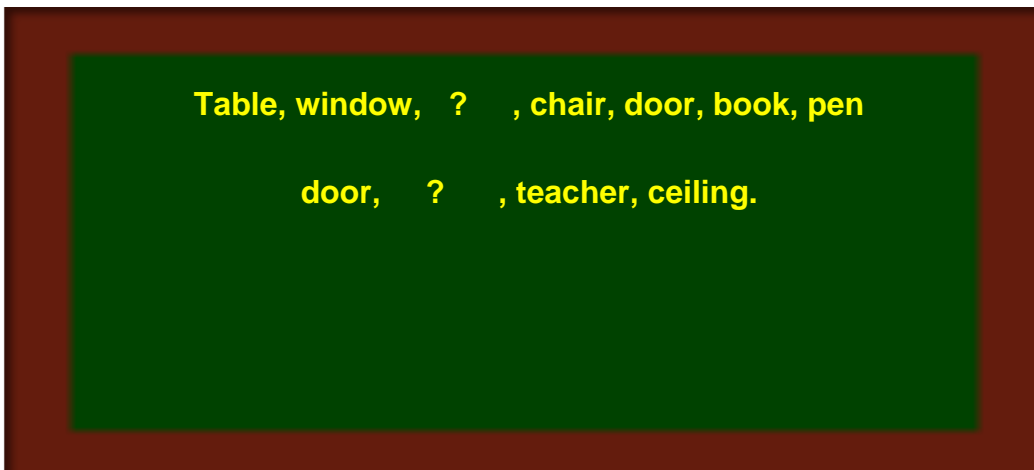 Table, window, ? , chair, door, book, pen
door, ? , teacher, ceiling.